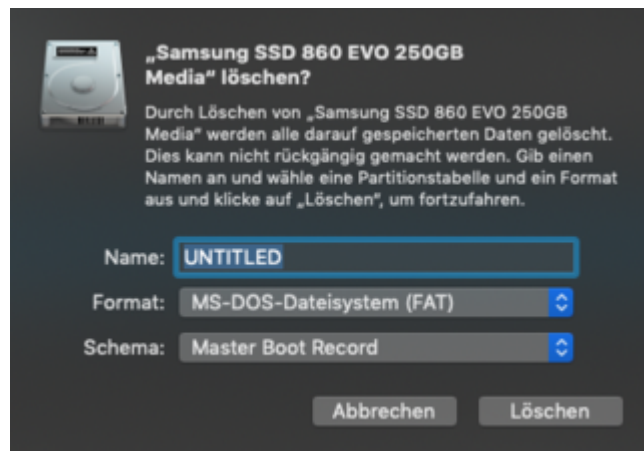 „Samsung SSD 860 EVO 250GB
Media“ löschen?
Durch Löschen von „Samsung SSD 860 EVO 250GB
Media“ werden alle darauf gespeicherten Daten gelöscht.
Dies kann nicht rückgängig gemacht werden. Gib einen
Namen an und wähle eine Partitionstabelle und ein Format
aus und klicke auf „Löschen“, um fortzufahren.
Name: UNTITLED
Format: MS-DOS-Dateisystem (FAT)
Schema: Master Boot Record
Abbrechen Löschen